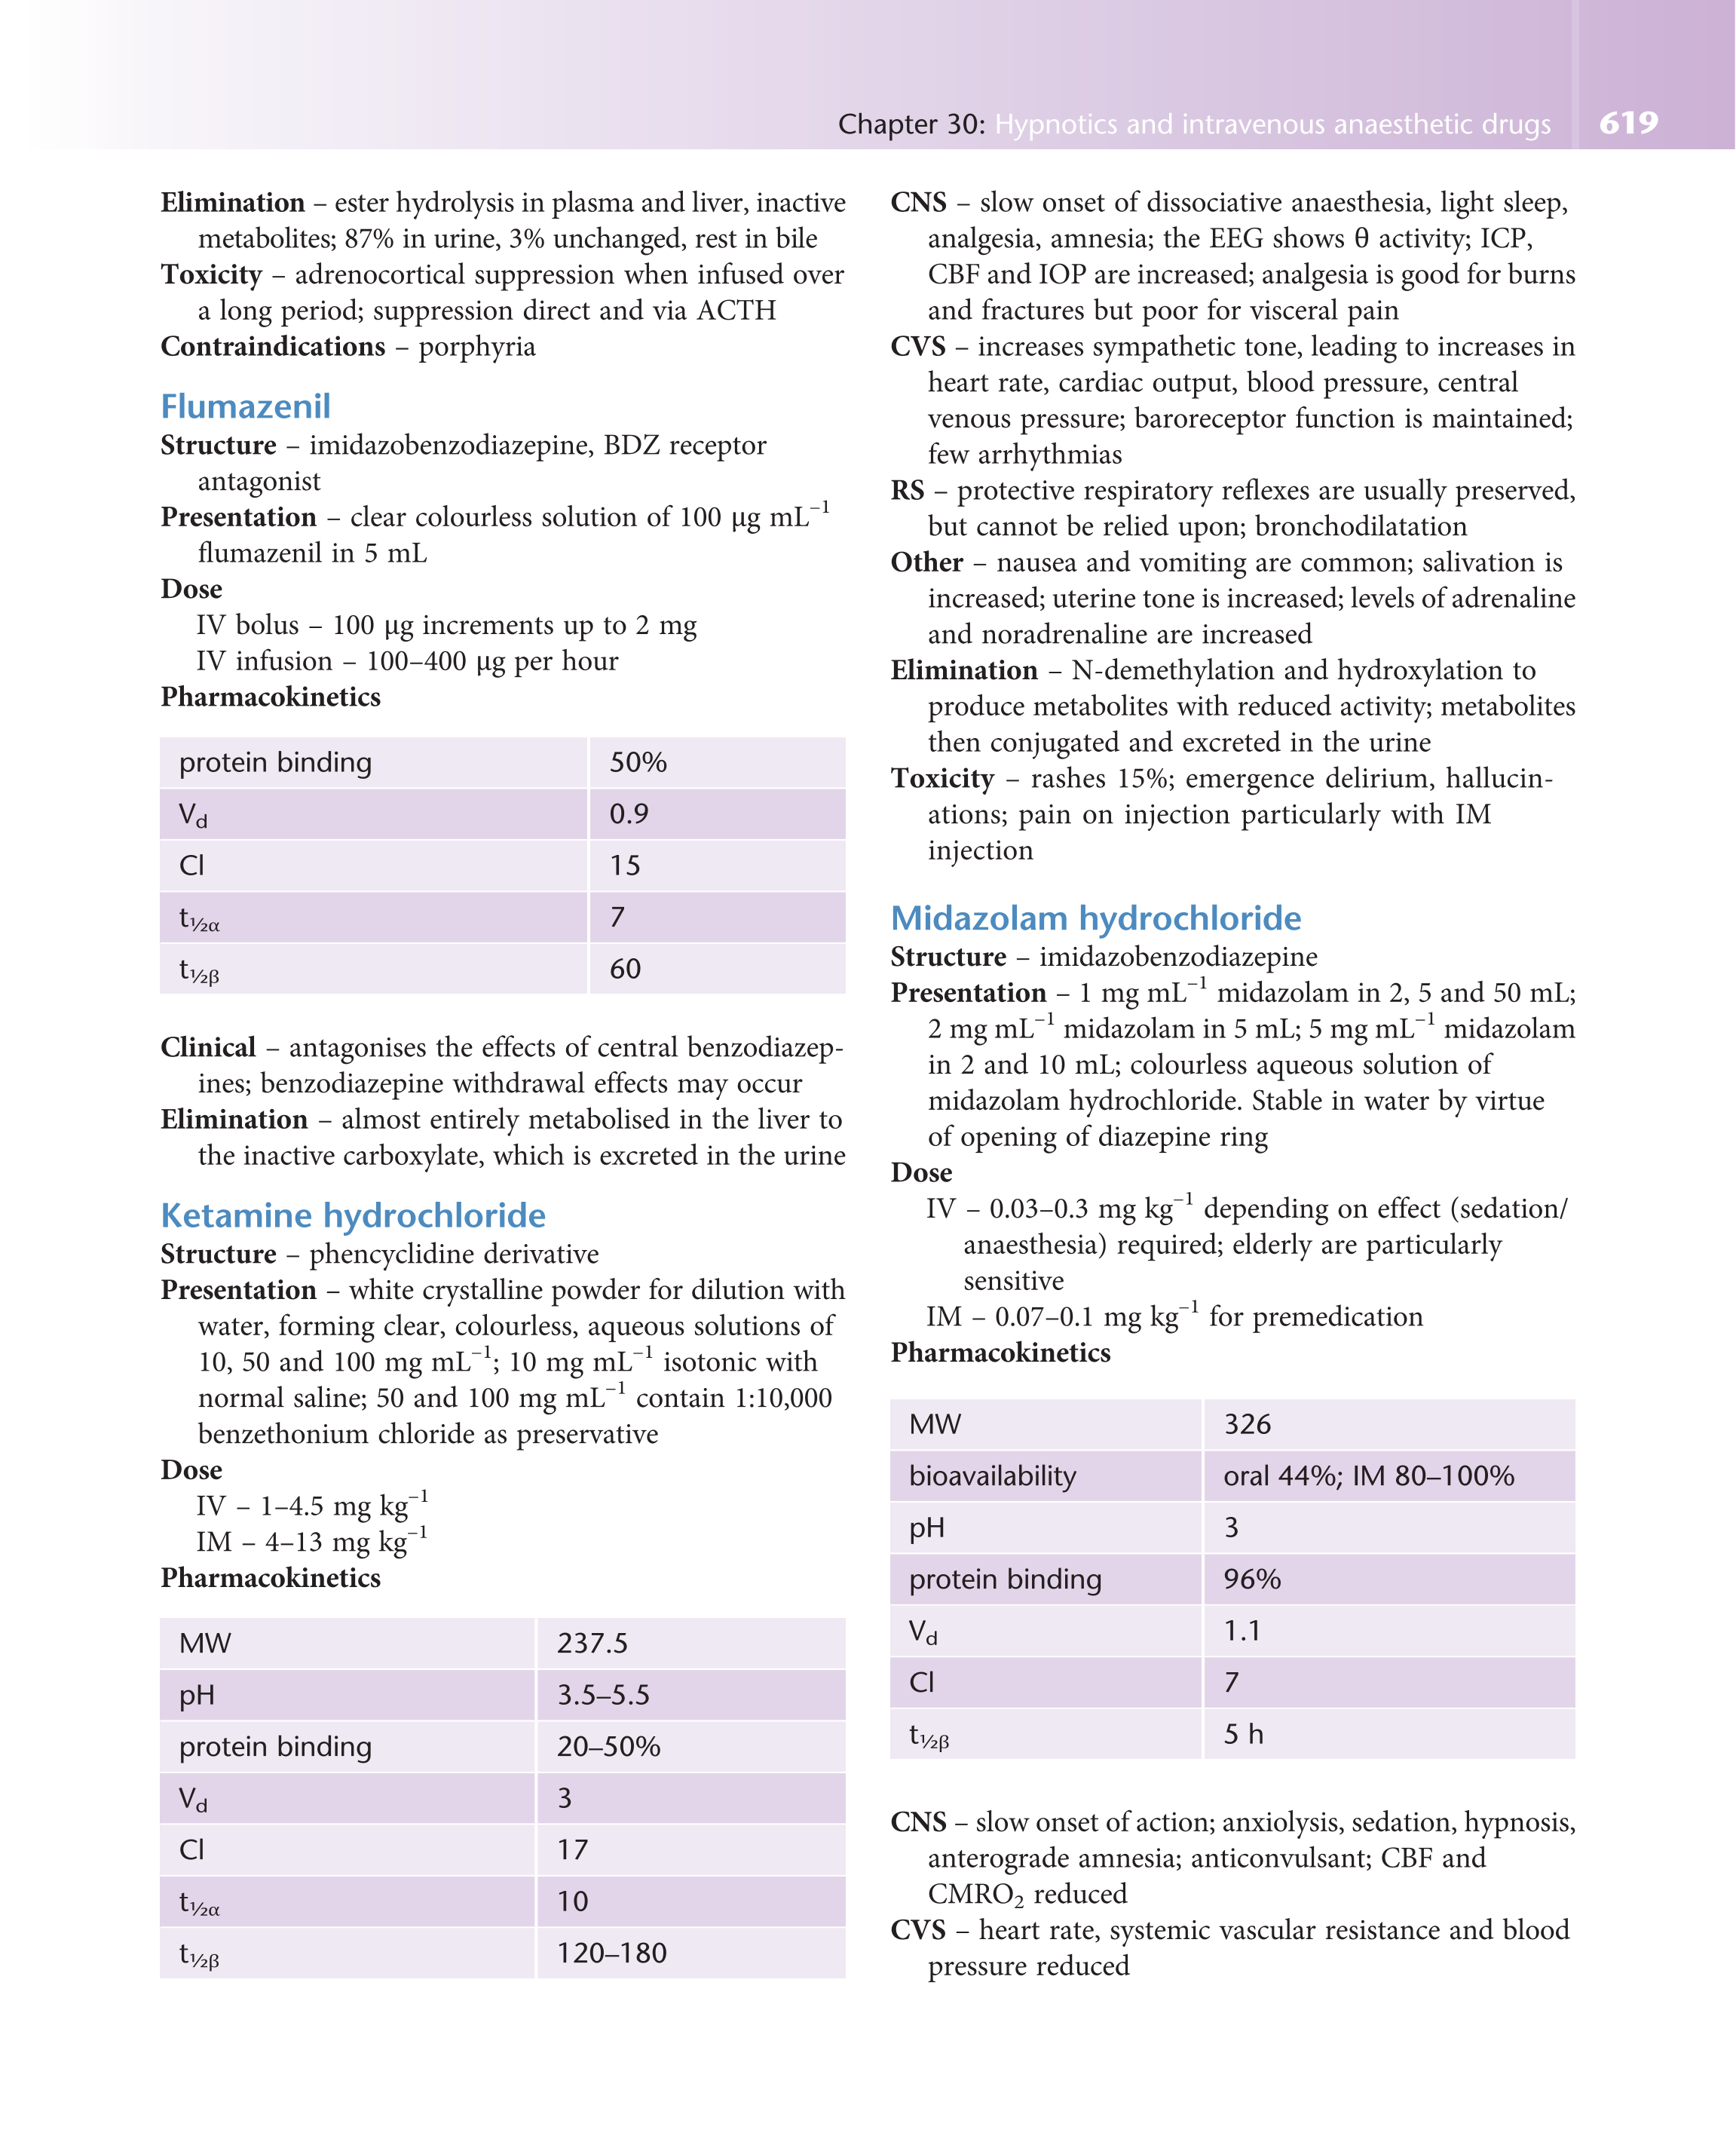 Chapter 30: Hypnotics and intravenous anaesthetic drugs 619
Elimination – ester hydrolysis in plasma and liver, inactive
metabolites; 87% in urine, 3% unchanged, rest in bile
Toxicity – adrenocortical suppression when infused over
a long period; suppression direct and via ACTH
Contraindications – porphyria
Flumazenil
Structure – imidazobenzodiazepine, BDZ receptor
antagonist
Presentation – clear colourless solution of 100 µg mL⁻¹
flumazenil in 5 mL
Dose
IV bolus – 100 µg increments up to 2 mg
IV infusion – 100–400 µg per hour
Pharmacokinetics
protein binding 50%
Vd 0.9
Cl 15
t½α 7
t½β 60
Clinical – antagonises the effects of central benzodiazep-
ines; benzodiazepine withdrawal effects may occur
Elimination – almost entirely metabolised in the liver to
the inactive carboxylate, which is excreted in the urine
Ketamine hydrochloride
Structure – phencyclidine derivative
Presentation – white crystalline powder for dilution with
water, forming clear, colourless, aqueous solutions of
10, 50 and 100 mg mL⁻¹; 10 mg mL⁻¹ isotonic with
normal saline; 50 and 100 mg mL⁻¹ contain 1:10,000
benzethonium chloride as preservative
Dose
IV – 1–4.5 mg kg⁻¹
IM – 4–13 mg kg⁻¹
Pharmacokinetics
MW 237.5
pH 3.5–5.5
protein binding 20–50%
Vd 3
Cl 17
t½α 10
t½β 120–180
CNS – slow onset of dissociative anaesthesia, light sleep,
analgesia, amnesia; the EEG shows θ activity; ICP,
CBF and IOP are increased; analgesia is good for burns
and fractures but poor for visceral pain
CVS – increases sympathetic tone, leading to increases in
heart rate, cardiac output, blood pressure, central
venous pressure; baroreceptor function is maintained;
few arrhythmias
RS – protective respiratory reflexes are usually preserved,
but cannot be relied upon; bronchodilatation
Other – nausea and vomiting are common; salivation is
increased; uterine tone is increased; levels of adrenaline
and noradrenaline are increased
Elimination – N-demethylation and hydroxylation to
produce metabolites with reduced activity; metabolites
then conjugated and excreted in the urine
Toxicity – rashes 15%; emergence delirium, hallucin-
ations; pain on injection particularly with IM
injection
Midazolam hydrochloride
Structure – imidazobenzodiazepine
Presentation – 1 mg mL⁻¹ midazolam in 2, 5 and 50 mL;
2 mg mL⁻¹ midazolam in 5 mL; 5 mg mL⁻¹ midazolam
in 2 and 10 mL; colourless aqueous solution of
midazolam hydrochloride. Stable in water by virtue
of opening of diazepine ring
Dose
IV – 0.03–0.3 mg kg⁻¹ depending on effect (sedation/
anaesthesia) required; elderly are particularly
sensitive
IM – 0.07–0.1 mg kg⁻¹ for premedication
Pharmacokinetics
MW 326
bioavailability oral 44%; IM 80–100%
pH 3
protein binding 96%
Vd 1.1
Cl 7
t½β 5 h
CNS – slow onset of action; anxiolysis, sedation, hypnosis,
anterograde amnesia; anticonvulsant; CBF and
CMRO₂ reduced
CVS – heart rate, systemic vascular resistance and blood
pressure reduced